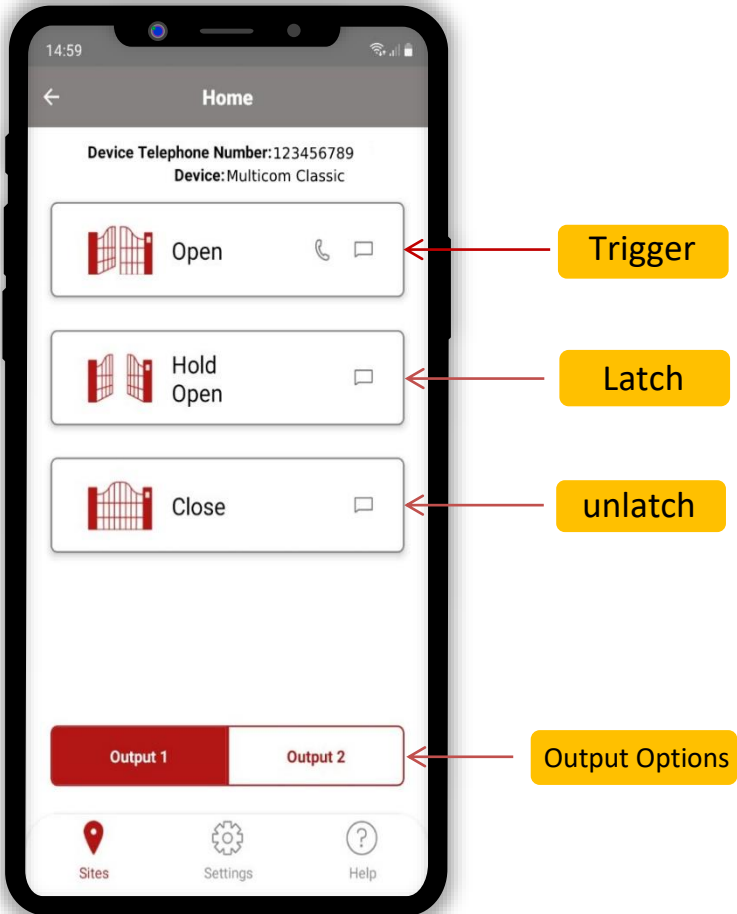 14:59
Home
Device Telephone Number:123456789
Device:Multicom Classic
Open
Trigger
Hold
Open
Latch
Close
unlatch
Output 1
Output 2
Output Options
Sites
Settings
Help